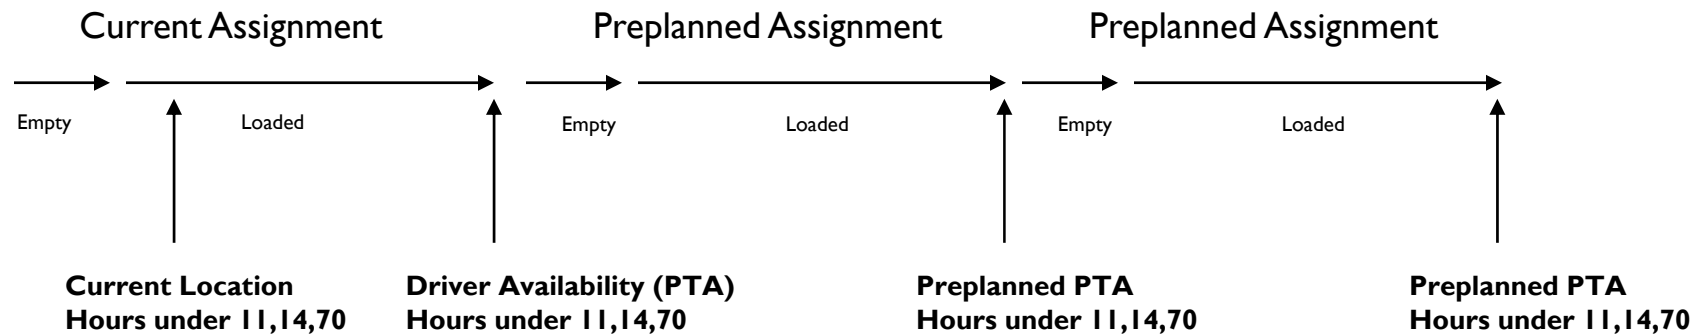 Current Assignment
Preplanned Assignment
Preplanned Assignment
Empty
Loaded
Empty
Loaded
Empty
Loaded
Current Location
Hours under 11,14,70
Driver Availability (PTA)
Hours under 11,14,70
Preplanned PTA
Hours under 11,14,70
Preplanned PTA
Hours under 11,14,70